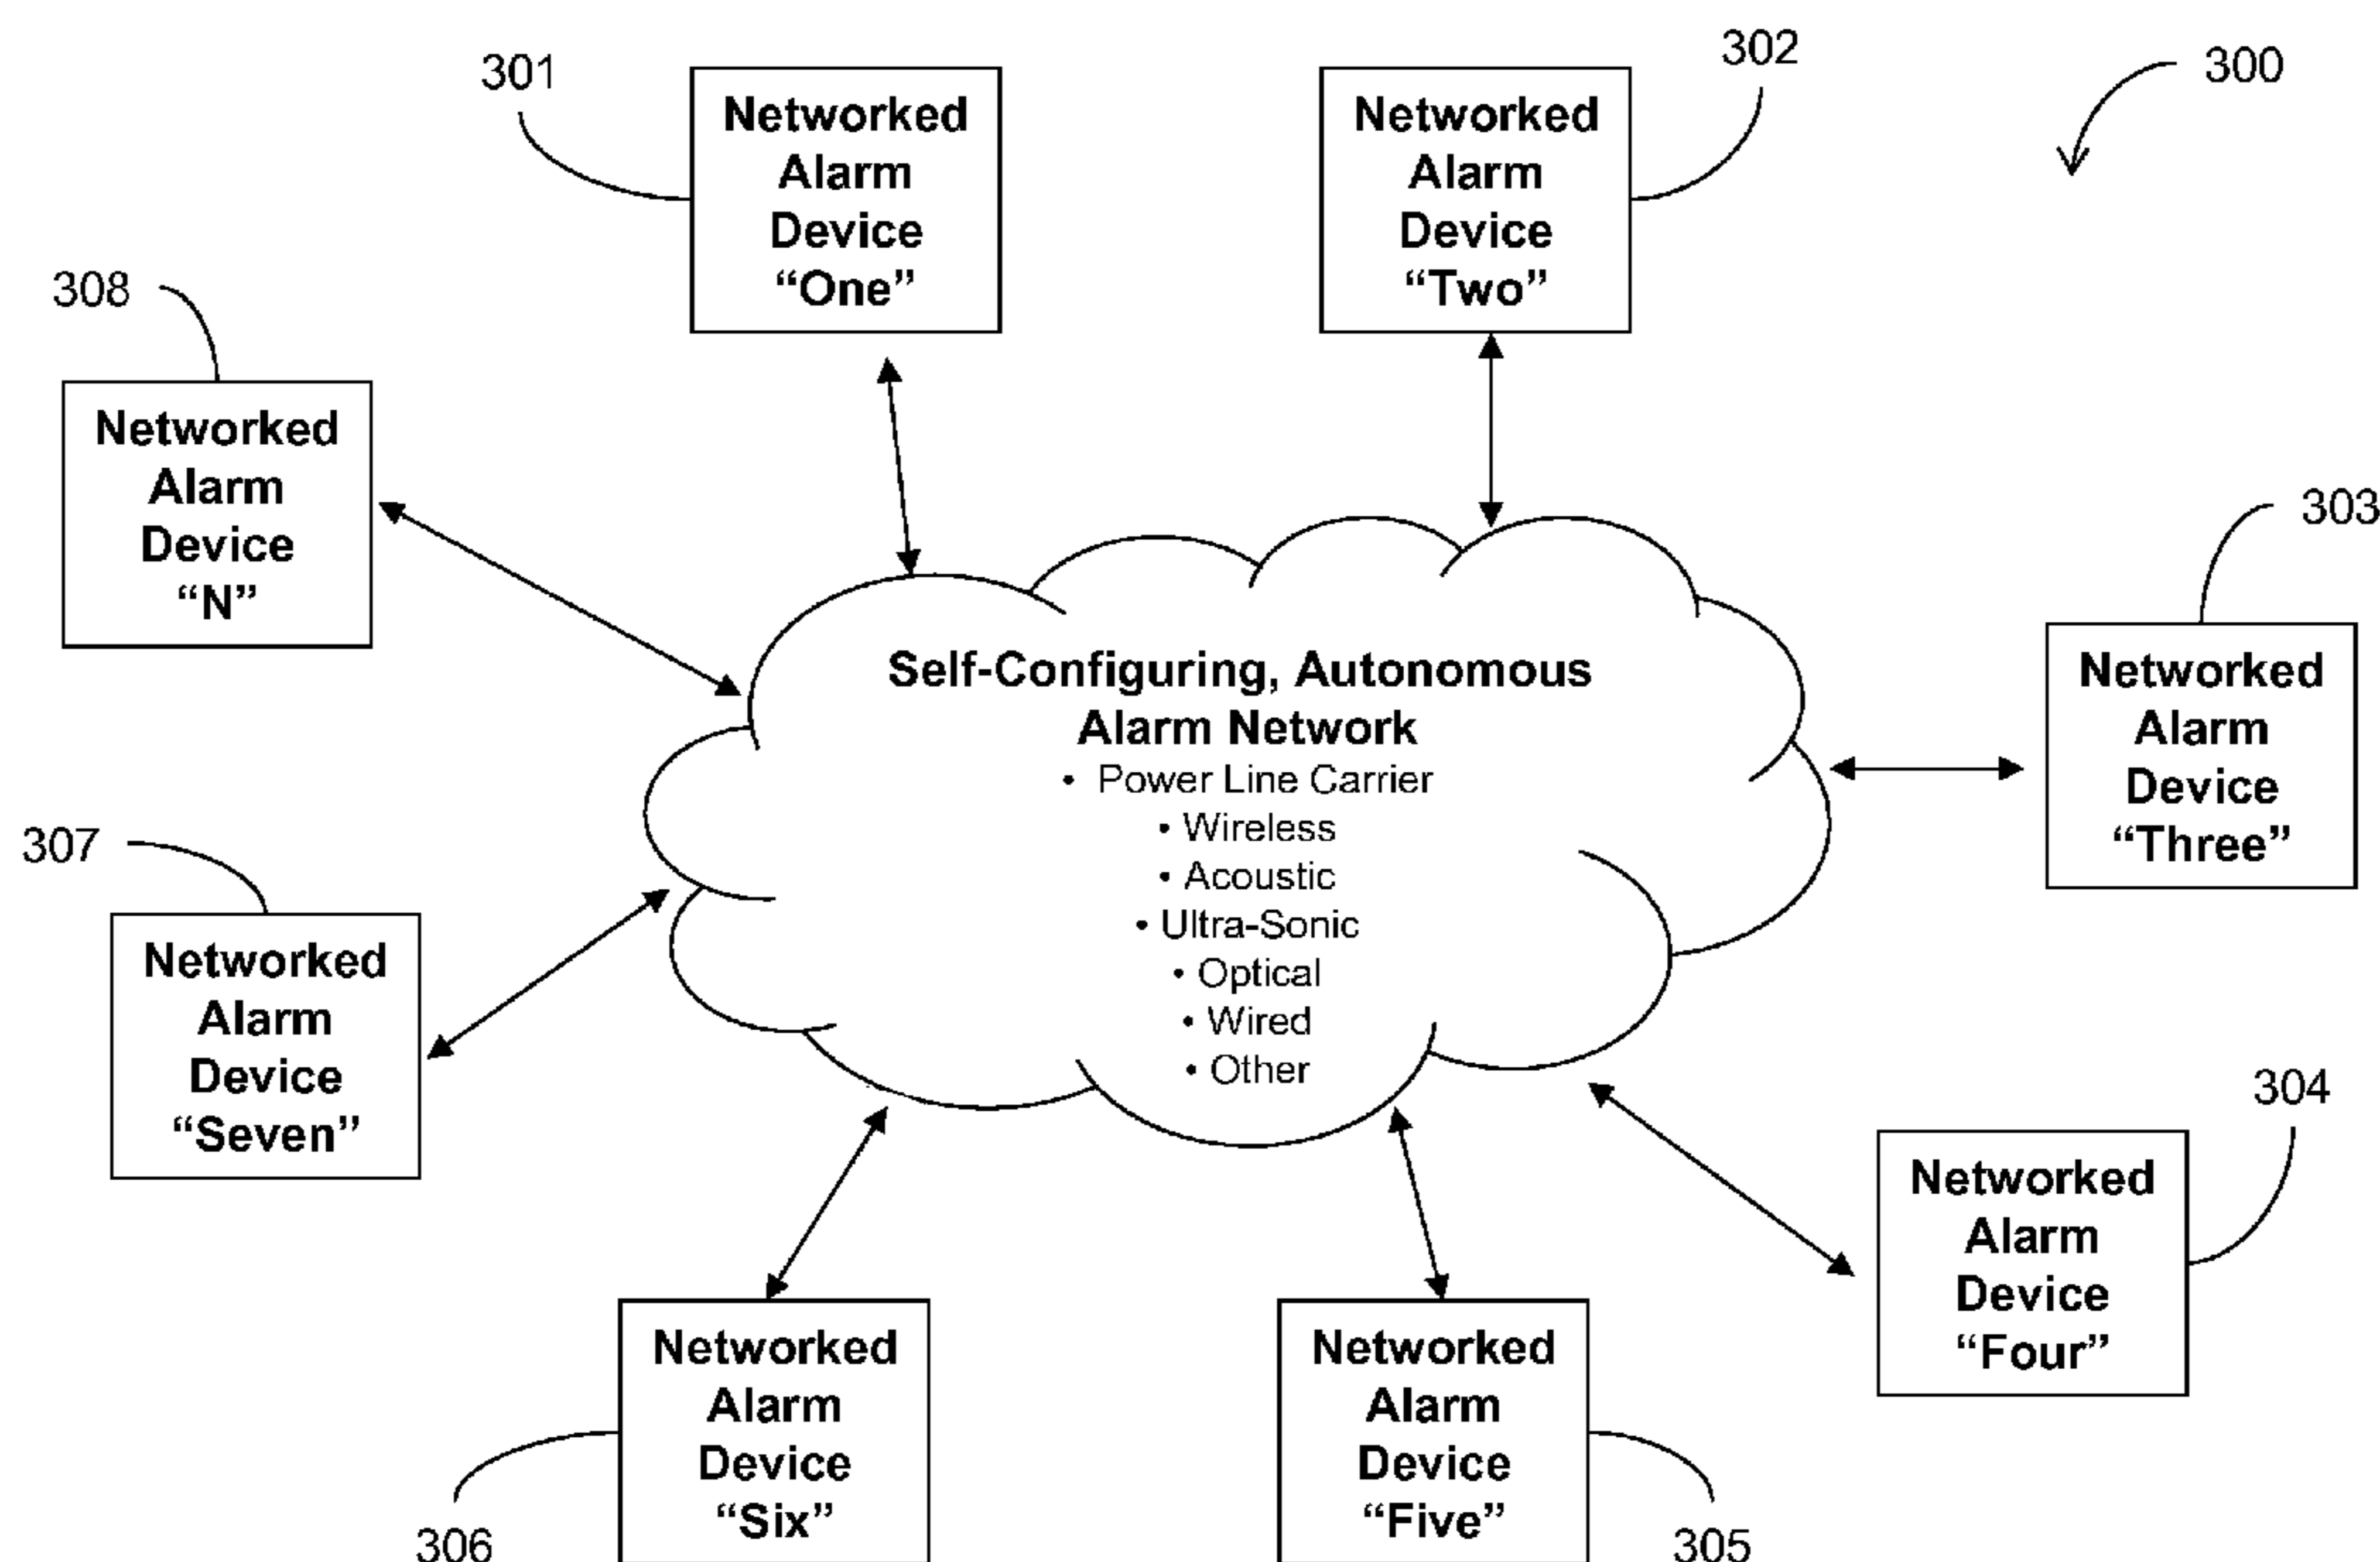 301
Networked
Alarm
Device
“One”
302
Networked
Alarm
Device
“Two”
300
308
Networked
Alarm
Device
“N”
303
Networked
Alarm
Device
“Three”
Self-Configuring, Autonomous
Alarm Network
• Power Line Carrier
• Wireless
• Acoustic
• Ultra-Sonic
• Optical
• Wired
• Other
307
Networked
Alarm
Device
“Seven”
304
Networked
Alarm
Device
“Four”
306
Networked
Alarm
Device
“Six”
Networked
Alarm
Device
“Five”
305